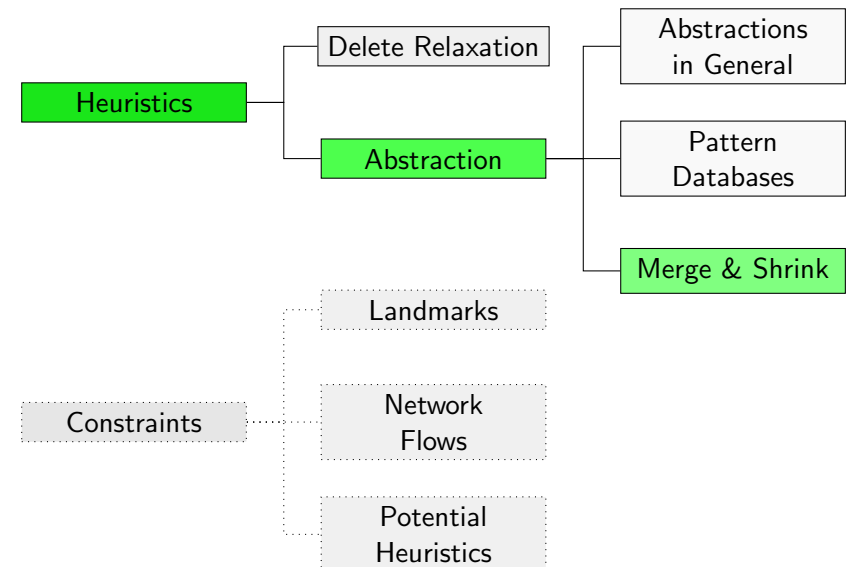 Heuristics
Delete Relaxation
Abstraction
Abstractions
in General
Pattern
Databases
Merge & Shrink
Constraints
Landmarks
Network
Flows
Potential
Heuristics